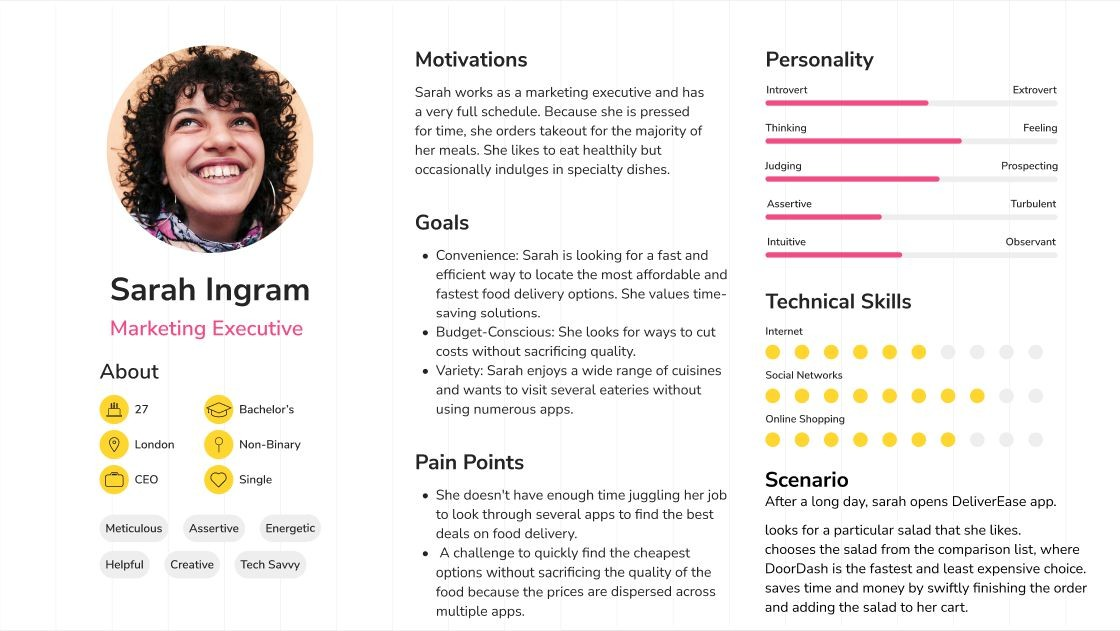 Sarah Ingram
Marketing Executive
About
27
Bachelor's
London
Non-Binary
CEO
Single
Meticulous
Assertive
Energetic
Helpful
Creative
Tech Savvy
Motivations
Sarah works as a marketing executive and has
a very full schedule. Because she is pressed
for time, she orders takeout for the majority of
her meals. She likes to eat healthily but
occasionally indulges in specialty dishes.
Goals
• Convenience: Sarah is looking for a fast and
efficient way to locate the most affordable and
fastest food delivery options. She values time-
saving solutions.
• Budget-Conscious: She looks for ways to cut
costs without sacrificing quality.
• Variety: Sarah enjoys a wide range of cuisines
and wants to visit several eateries without
using numerous apps.
Pain Points
• She doesn't have enough time juggling her job
to look through several apps to find the best
deals on food delivery.
• A challenge to quickly find the cheapest
options without sacrificing the quality of the
food because the prices are dispersed across
multiple apps.
Personality
Introvert
Extrovert
Thinking
Feeling
Judging
Prospecting
Assertive
Turbulent
Intuitive
Observant
Technical Skills
Internet
Social Networks
Online Shopping
Scenario
After a long day, sarah opens DeliverEase app.
looks for a particular salad that she likes.
chooses the salad from the comparison list, where
DoorDash is the fastest and least expensive choice.
saves time and money by swiftly finishing the order
and adding the salad to her cart.